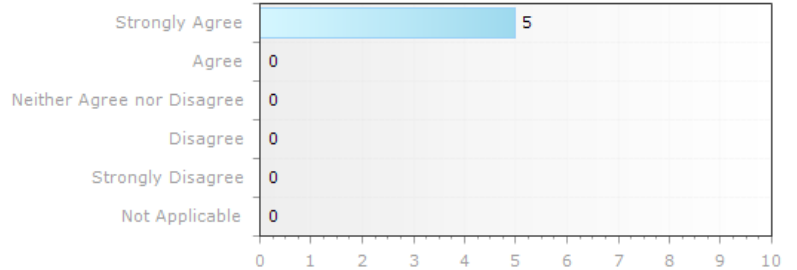 Strongly Agree 5
Agree 0
Neither Agree nor Disagree 0
Disagree 0
Strongly Disagree 0
Not Applicable 0
0 1 2 3 4 5 6 7 8 9 10